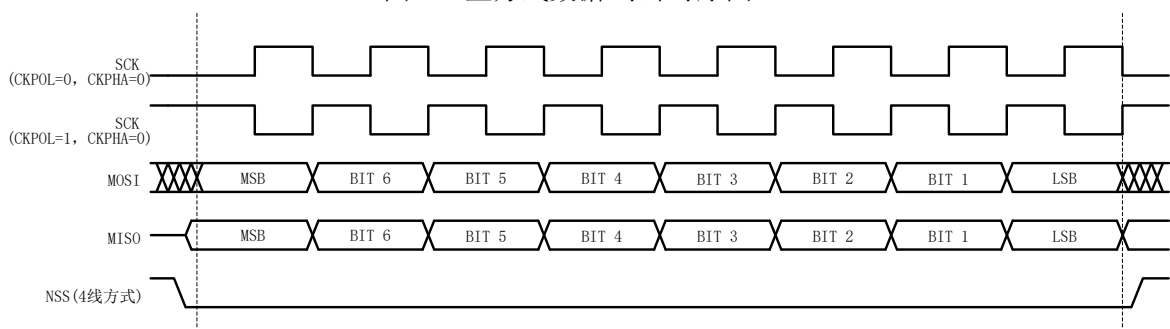 SCK
(CKPOL=0, CKPHA=0)
SCK
(CKPOL=1, CKPHA=0)
MOSI MSB BIT 6 BIT 5 BIT 4 BIT 3 BIT 2 BIT 1 LSB
MISO MSB BIT 6 BIT 5 BIT 4 BIT 3 BIT 2 BIT 1 LSB
NSS(4线方式)